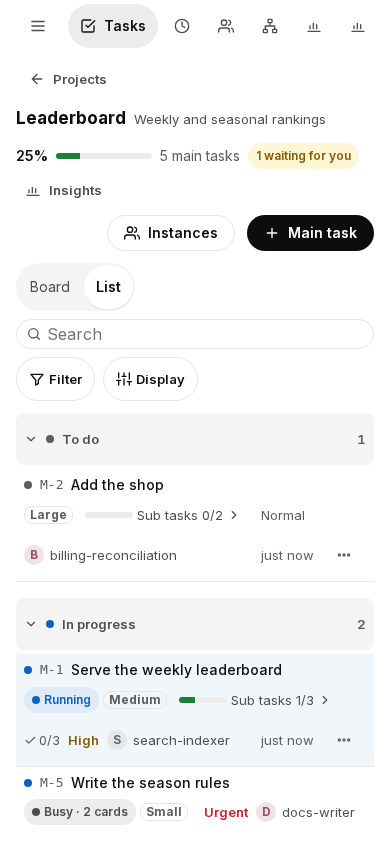 Tasks
Projects
Leaderboard Weekly and seasonal rankings
25% 5 main tasks 1 waiting for you
Insights
Instances Main task
Board List
Search
Filter Display
To do 1
M-2 Add the shop
Large Sub tasks 0/2 Normal
B billing-reconciliation just now
In progress 2
M-1 Serve the weekly leaderboard
Running Medium Sub tasks 1/3
0/3 High S search-indexer just now
M-5 Write the season rules
Busy · 2 cards Small Urgent D docs-writer